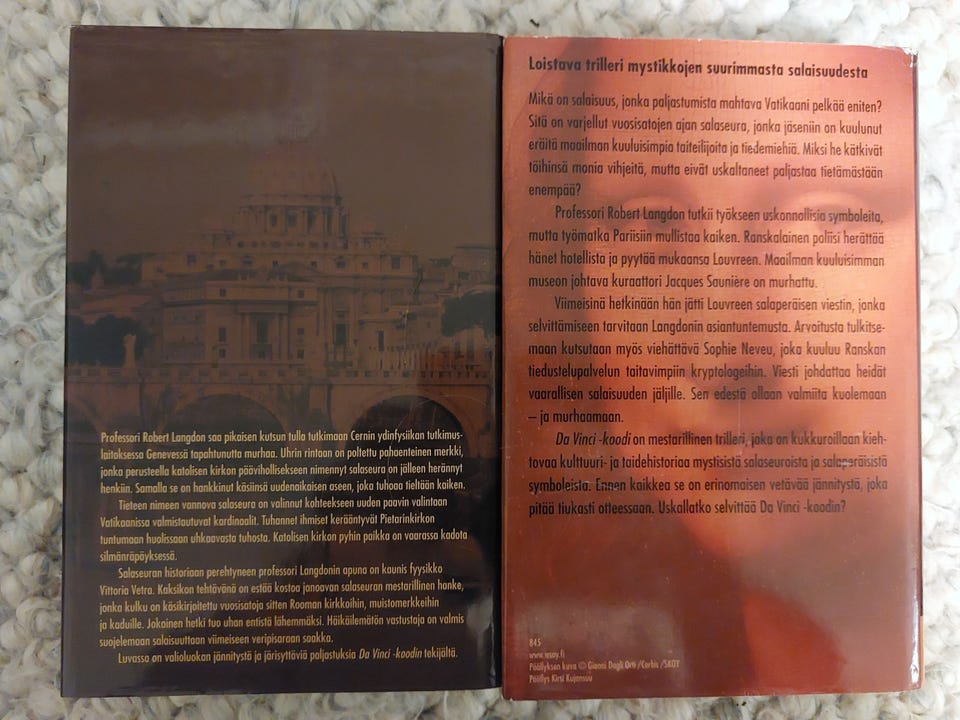 Professori Robert Langdon saa pikaisen kutsun tulla tutkimaan Cernin ydinfysiikan tutkimus-
laitoksessa Genevessä tapahtunutta murhaa. Uhrin rintaan on poltettu pahaenteinen merkki,
jonka perusteella katolisen kirkon päävihollisekseen nimennyt salaseura on jälleen herännyt
henkiin. Samalla se on hankkinut käsiinsä uudenaikaisen aseen, joka tuhoaa tieltään kaiken.
Tieteen nimeen vannova salaseura on valinnut kohteekseen uuden paavin valintaan
Vatikaanissa valmistautuvat kardinaalit. Tuhannet ihmiset kerääntyvät Pietarinkirkon
tuntumaan huolissaan uhkaavasta tuhosta. Katolisen kirkon pyhin paikka on vaarassa kadota
silmänräpäyksessä.
Salaseuran historiaan perehtyneen professori Langdonin apuna on kaunis fyysikko
Vittoria Vetra. Kaksikon tehtävänä on estää kostoa janoavan salaseuran mestarillinen hanke,
jonka kulku on käsikirjoitettu vuosisatoja sitten Rooman kirkkoihin, muistomerkkeihin
ja kaduille. Jokainen hetki tuo uhan entistä lähemmäksi. Häikäilemätön vastustaja on valmis
suojelemaan salaisuuttaan viimeiseen veripisaraan saakka.
Luvassa on valioluokan jännitystä ja järisyttäviä paljastuksia Da Vinci -koodin tekijältä.
Loistava trilleri mystikkojen suurimmasta salaisuudesta
Mikä on salaisuus, jonka paljastumista mahtava Vatikaani pelkää eniten?
Sitä on varjellut vuosisatojen ajan salaseura, jonka jäseniin on kuulunut
eräitä maailman kuuluisimpia taiteilijoita ja tiedemiehiä. Miksi he kätkivät
töihinsä monia vihjeitä, mutta eivät uskaltaneet paljastaa tietämästään
enempää?
Professori Robert Langdon tutkii työkseen uskonnollisia symboleita,
mutta työmatka Pariisiin mullistaa kaiken. Ranskalainen poliisi herättää
hänet hotellista ja pyytää mukaansa Louvreen. Maailman kuuluisimman
museon johtava kuraattori Jacques Saunière on murhattu.
Viimeisinä hetkinään hän jätti Louvreen salaperäisen viestin, jonka
selvittämiseen tarvitaan Langdonin asiantuntemusta. Arvoitusta tulkitse-
maan kutsutaan myös viehättävä Sophie Neveu, joka kuuluu Ranskan
tiedustelupalvelun taitavimpiin kryptologeihin. Viesti johdattaa heidät
vaarallisen salaisuuden jäljille. Sen edestä ollaan valmiita kuolemaan
– ja murhaamaan.
Da Vinci -koodi on mestarillinen trilleri, joka on kukkuroillaan kieh-
tovaa kulttuuri- ja taidehistoriaa mystisistä salaseuroista ja salaperäisistä
symboleista. Ennen kaikkea se on erinomaisen vetävää jännitystä, joka
pitää tiukasti otteessaan. Uskallatko selvittää Da Vinci -koodin?
845
www.wsoy.fi
Päällyksen kuva © Gianni Dagli Orti /Corbis /SKOY
Päällys Kirsi Kujansuu